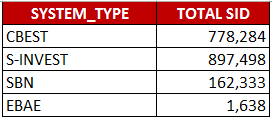 SYSTEM_TYPE TOTAL SID
CBEST 778,284
S-INVEST 897,498
SBN 162,333
EBAE 1,638